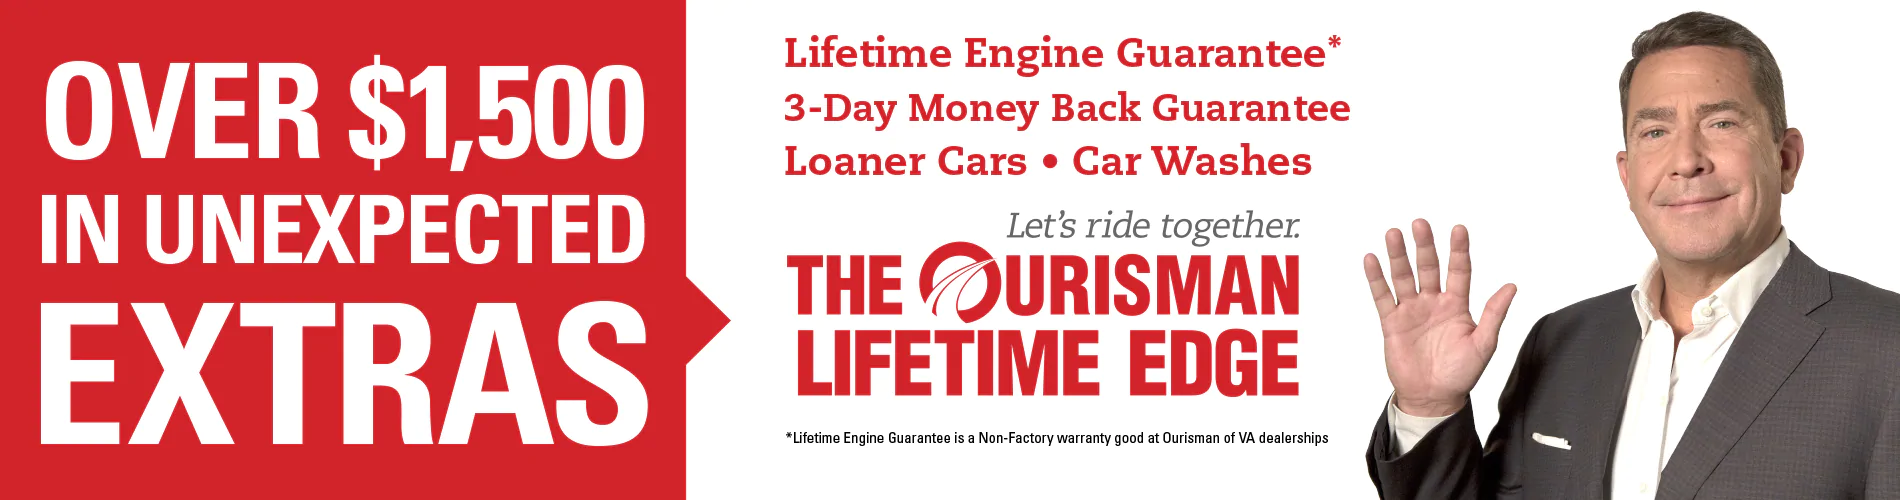 OVER $1,500
IN UNEXPECTED
EXTRAS
Lifetime Engine Guarantee*
3-Day Money Back Guarantee
Loaner Cars • Car Washes
Let's ride together.
THE OURISMAN
LIFETIME EDGE
*Lifetime Engine Guarantee is a Non-Factory warranty good at Ourisman of VA dealerships